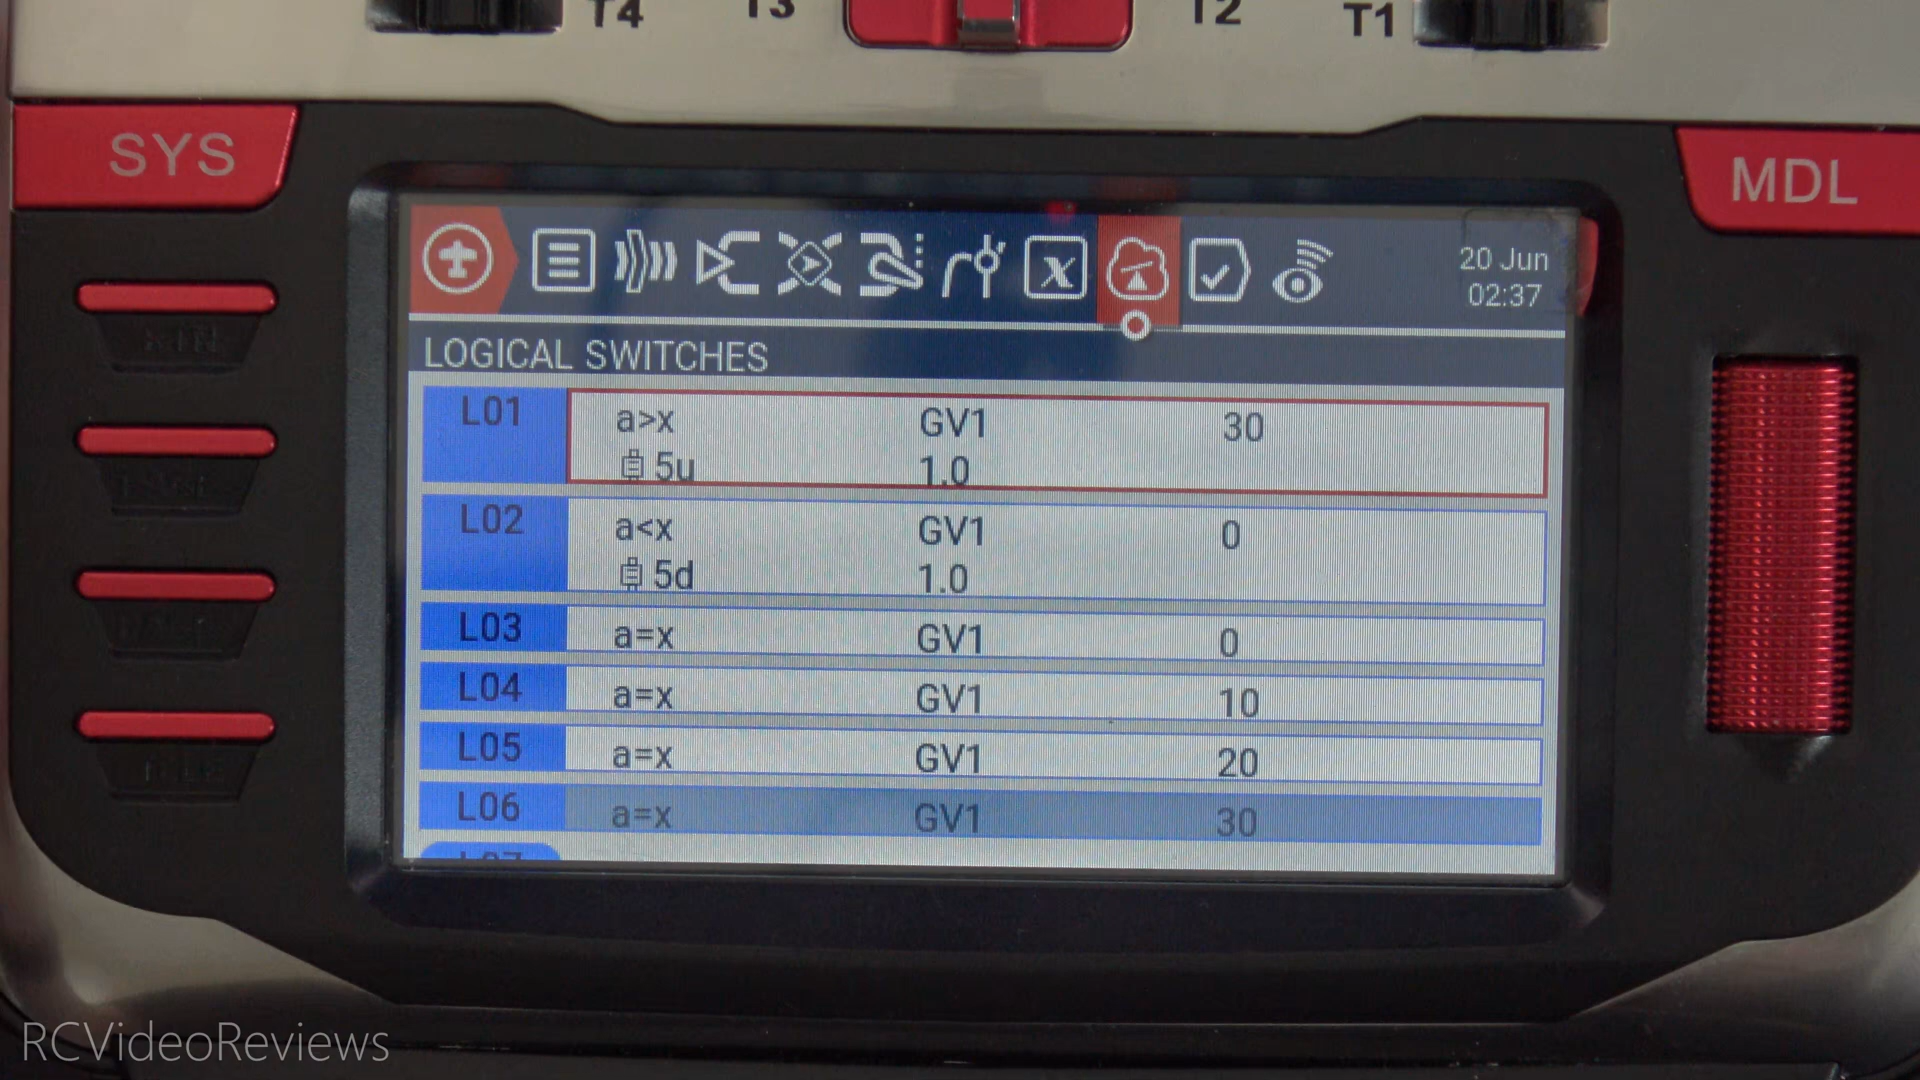 T4 T3 T2 T1
SYS
MDL
20 Jun
02:37
LOGICAL SWITCHES
L01 a>x GV1 30
5u 1.0
L02 a<x GV1 0
5d 1.0
L03 a=x GV1 0
L04 a=x GV1 10
L05 a=x GV1 20
L06 a=x GV1 30
L07
RCVideoReviews